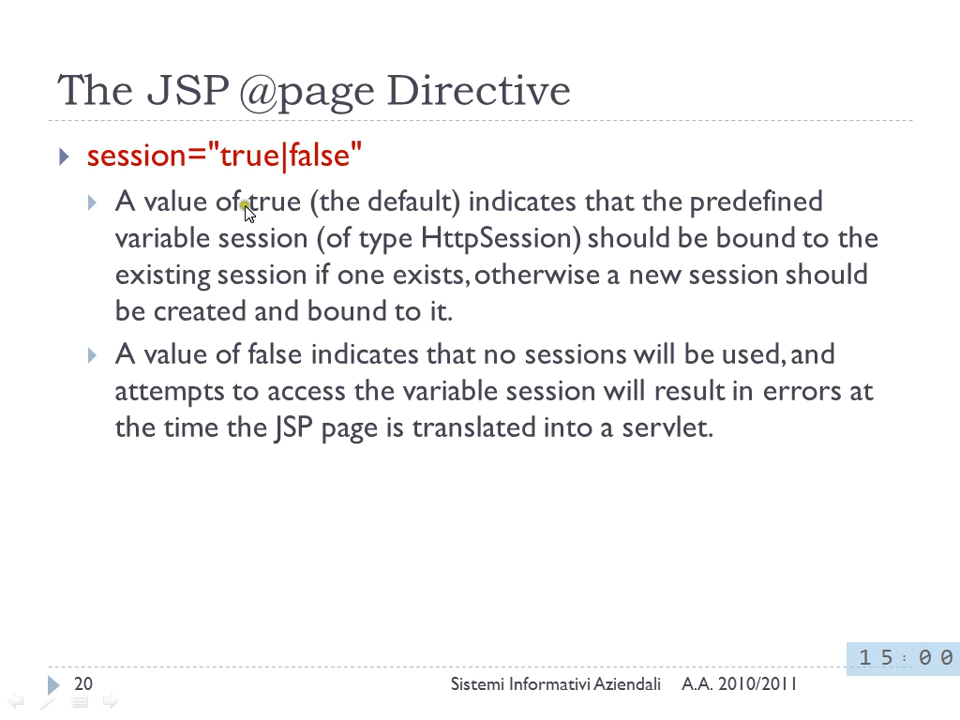 The JSP @page Directive
session="true|false"
A value of true (the default) indicates that the predefined
variable session (of type HttpSession) should be bound to the
existing session if one exists, otherwise a new session should
be created and bound to it.
A value of false indicates that no sessions will be used, and
attempts to access the variable session will result in errors at
the time the JSP page is translated into a servlet.
15:00
20 Sistemi Informativi Aziendali A.A. 2010/2011